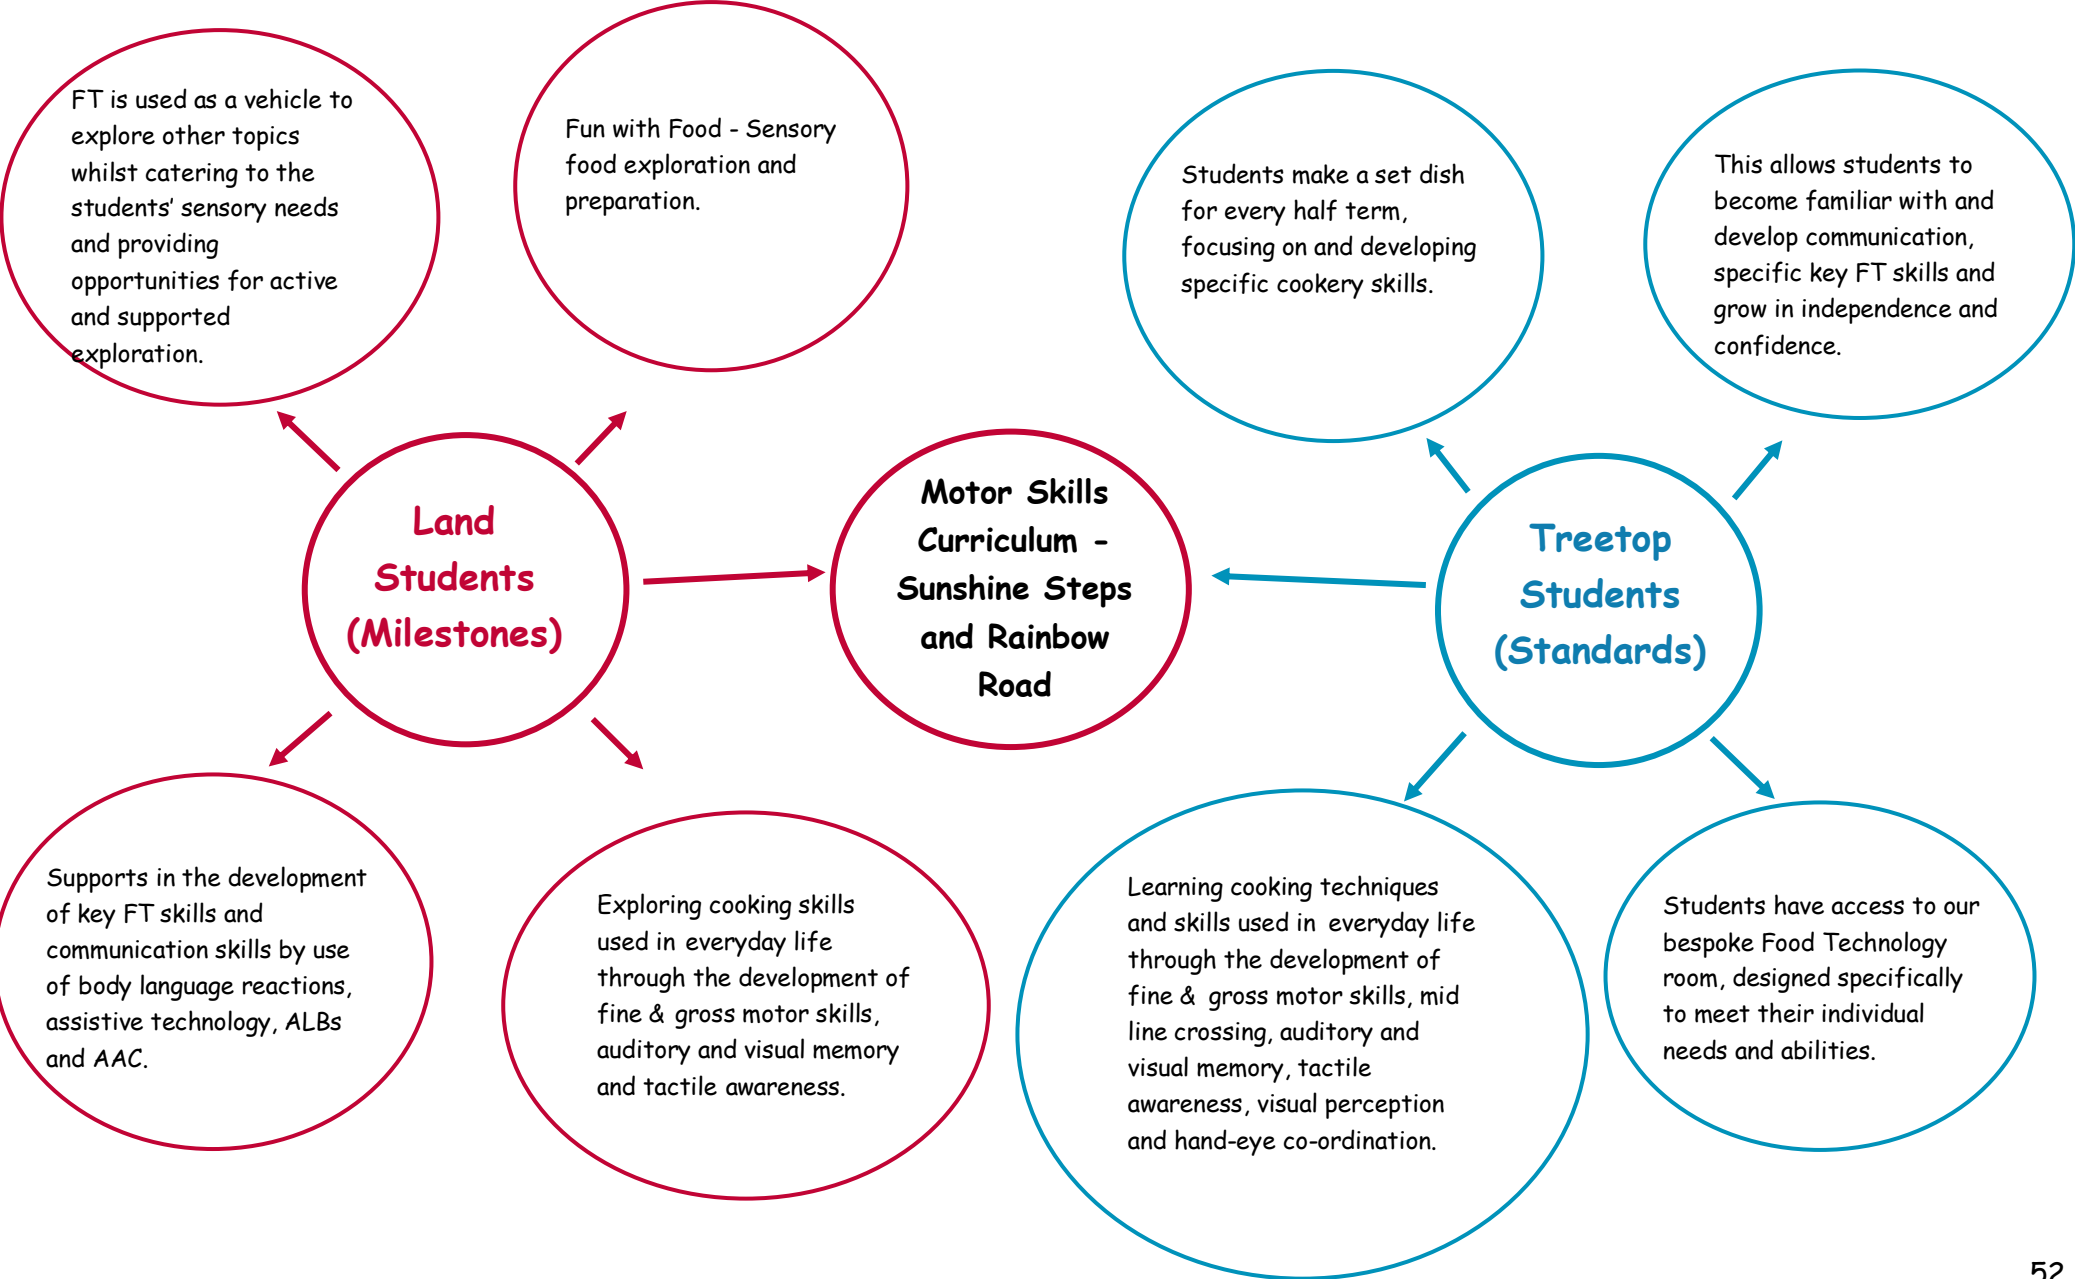 FT is used as a vehicle to
explore other topics
whilst catering to the
students’ sensory needs
and providing
opportunities for active
and supported
exploration.
Fun with Food - Sensory
food exploration and
preparation.
Students make a set dish
for every half term,
focusing on and developing
specific cookery skills.
This allows students to
become familiar with and
develop communication,
specific key FT skills and
grow in independence and
confidence.
Land
Students
(Milestones)
Motor Skills
Curriculum -
Sunshine Steps
and Rainbow
Road
Treetop
Students
(Standards)
Supports in the development
of key FT skills and
communication skills by use
of body language reactions,
assistive technology, ALBs
and AAC.
Exploring cooking skills
used in everyday life
through the development of
fine & gross motor skills,
auditory and visual memory
and tactile awareness.
Learning cooking techniques
and skills used in everyday life
through the development of
fine & gross motor skills, mid
line crossing, auditory and
visual memory, tactile
awareness, visual perception
and hand-eye co-ordination.
Students have access to our
bespoke Food Technology
room, designed specifically
to meet their individual
needs and abilities.
52